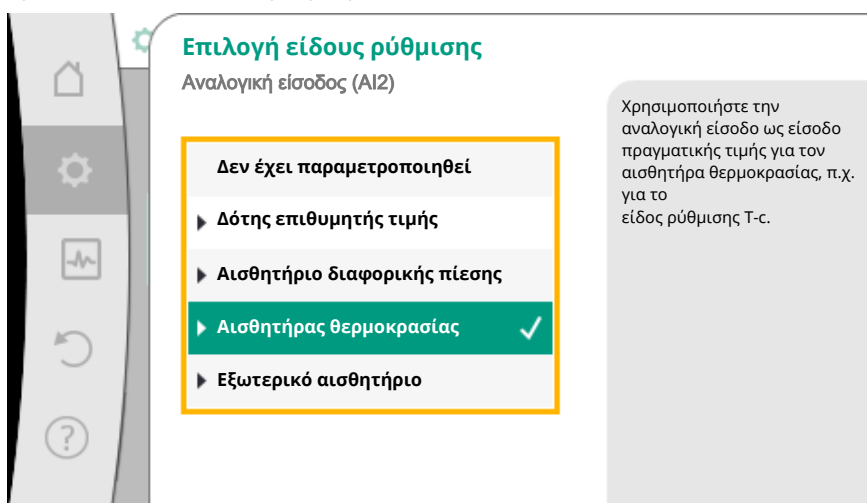 Επιλογή είδους ρύθμισης
Αναλογική είσοδος (AI2)
Δεν έχει παραμετροποιηθεί
Δότης επιθυμητής τιμής
Αισθητήριο διαφορικής πίεσης
Αισθητήρας θερμοκρασίας
Εξωτερικό αισθητήριο
Χρησιμοποιήστε την
αναλογική είσοδο ως είσοδο
πραγματικής τιμής για τον
αισθητήρα θερμοκρασίας, π.χ.
για το
είδος ρύθμισης T-c.